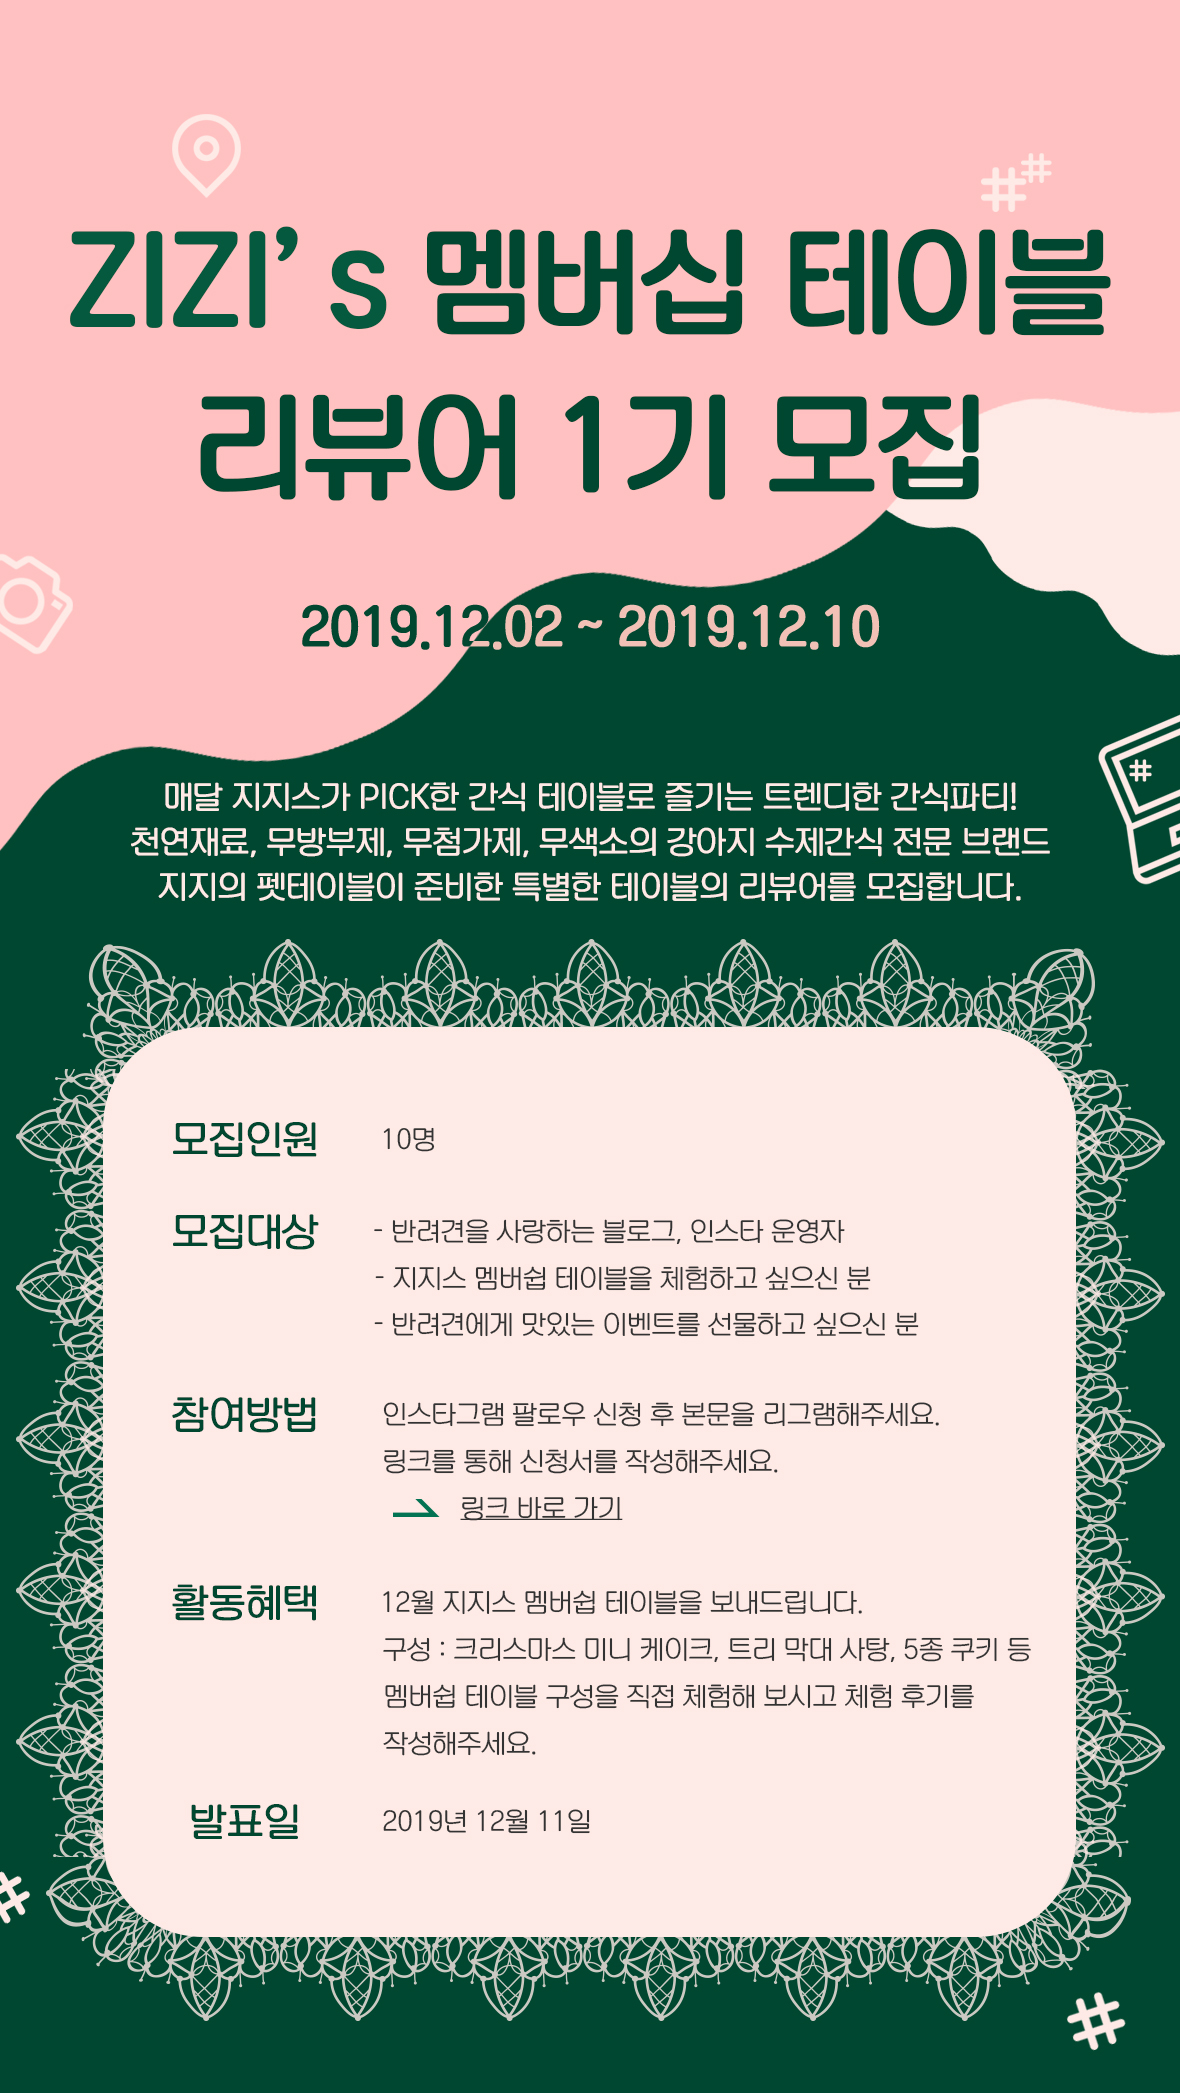 ZIZI's 멤버십 테이블
리뷰어 1기 모집
2019.12.02 ~ 2019.12.10
매달 지지스가 PICK한 간식 테이블로 즐기는 트렌디한 간식파티!
천연재료, 무방부제, 무첨가제, 무색소의 강아지 수제간식 전문 브랜드
지지의 펫테이블이 준비한 특별한 테이블의 리뷰어를 모집합니다.
모집인원 10명
모집대상 - 반려견을 사랑하는 블로그, 인스타 운영자
- 지지스 멤버쉽 테이블을 체험하고 싶으신 분
- 반려견에게 맛있는 이벤트를 선물하고 싶으신 분
참여방법 인스타그램 팔로우 신청 후 본문을 리그램해주세요.
링크를 통해 신청서를 작성해주세요.
링크 바로 가기
활동혜택 12월 지지스 멤버쉽 테이블을 보내드립니다.
구성 : 크리스마스 미니 케이크, 트리 막대 사탕, 5종 쿠키 등
멤버쉽 테이블 구성을 직접 체험해 보시고 체험 후기를
작성해주세요.
발표일 2019년 12월 11일